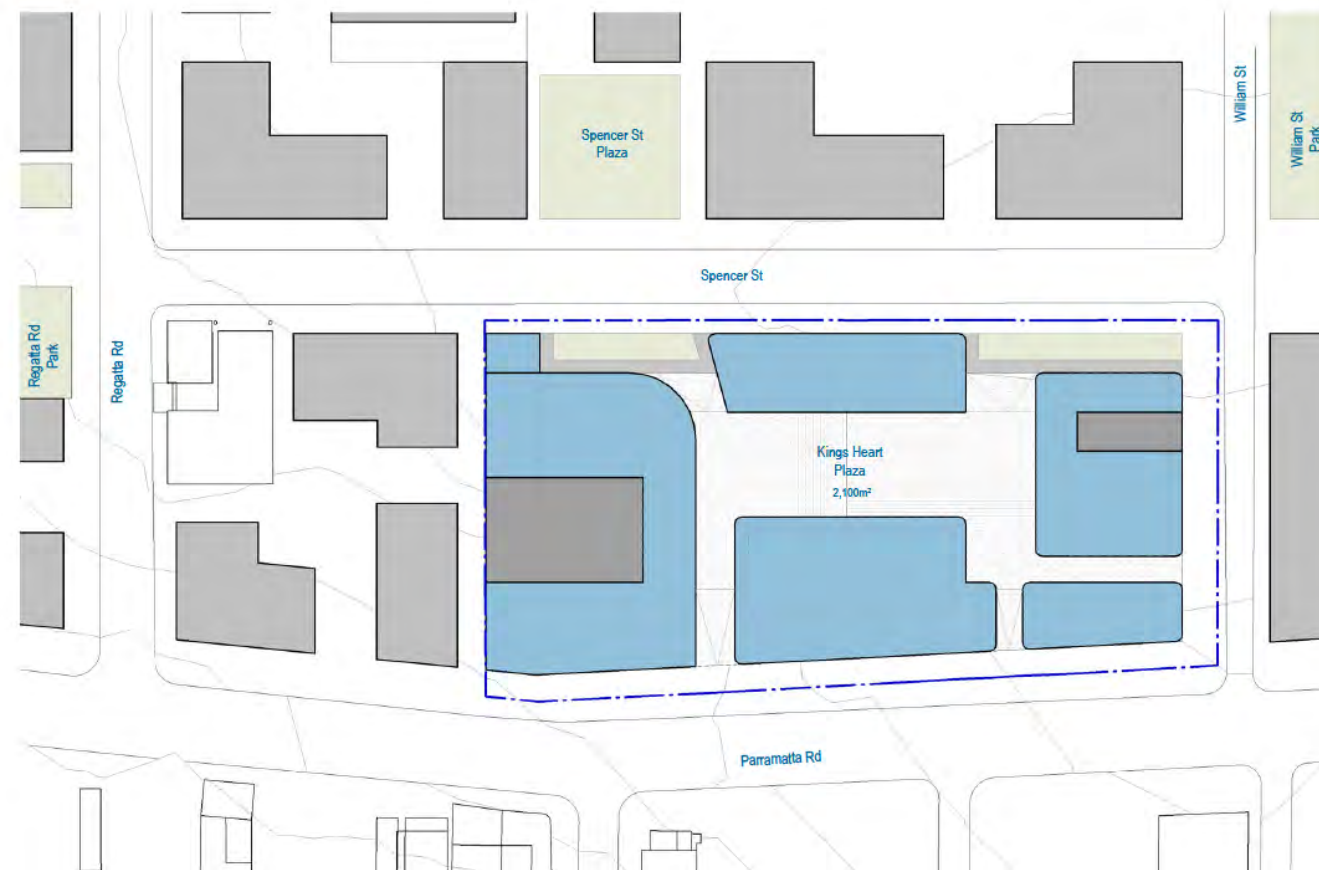 William St
William St
Park
Spencer St
Plaza
Spencer St
Regatta Rd
Park
Regatta Rd
Kings Heart
Plaza
2,100m²
Parramatta Rd